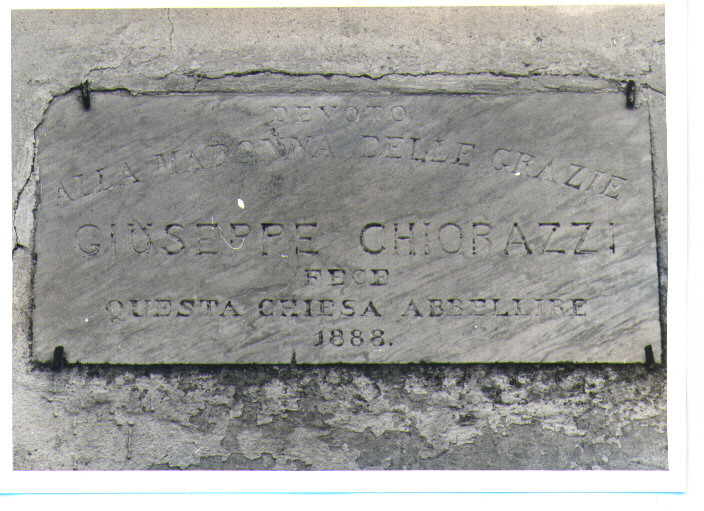 DEVOTO
ALLA MADONNA DELLE GRAZIE
GIUSEPPE CHIORAZZI
FECE
QUESTA CHIESA ABBELLIRE
1888.